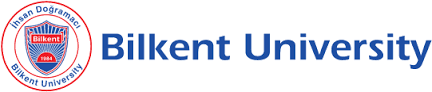 İhsan Doğramacı
Bilkent
1984
Bilkent University
Bilkent University